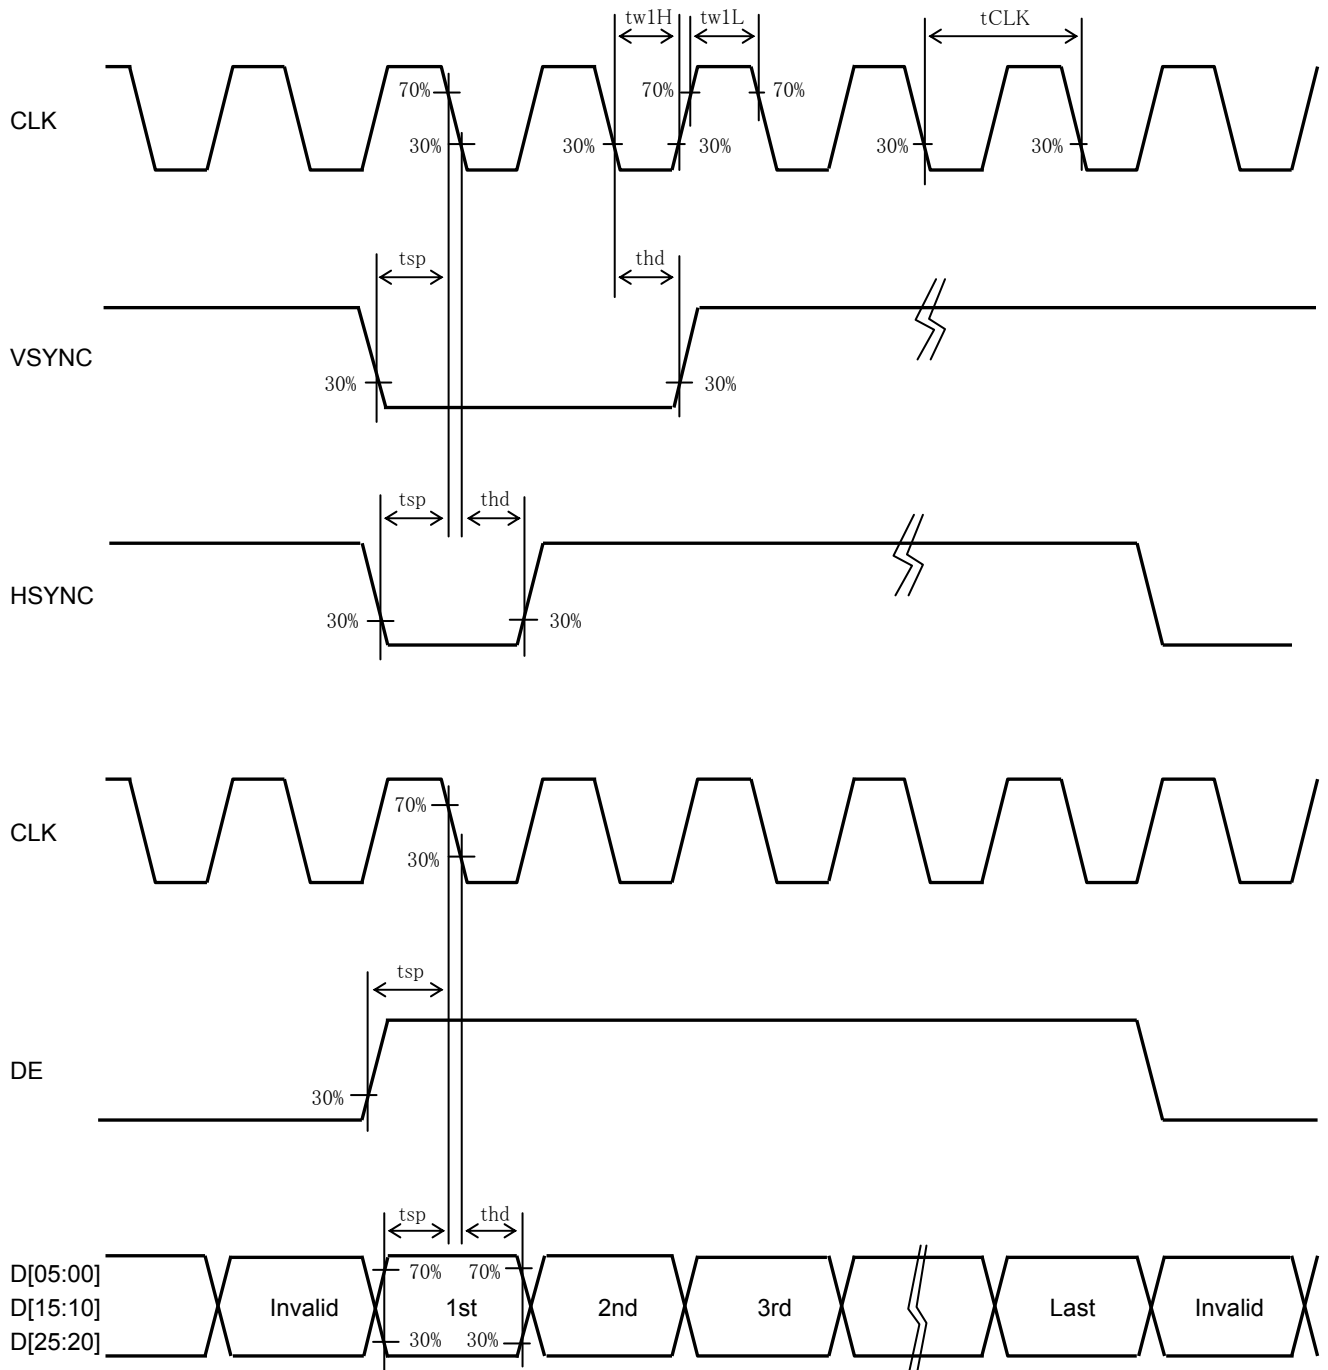 tw1H tw1L tCLK
70% 70% 70%
CLK
30% 30% 30% 30% 30%
tsp thd
VSYNC
30% 30%
tsp thd
HSYNC
30% 30%
70%
CLK
30%
tsp
DE
30%
tsp thd
D[05:00] 70% 70%
D[15:10] Invalid 1st 2nd 3rd Last Invalid
D[25:20] 30% 30%